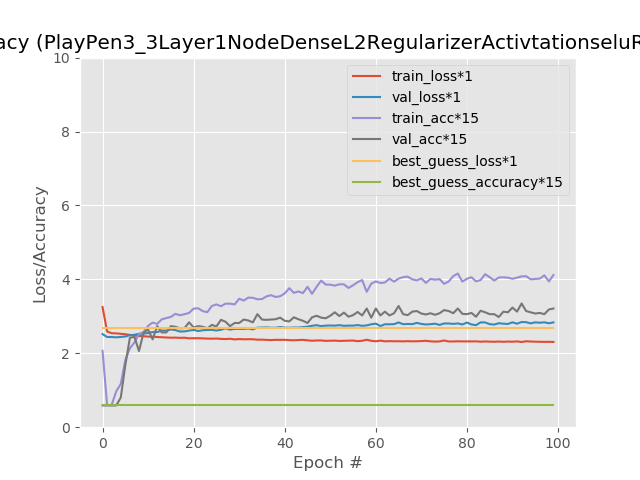 acy (PlayPen3_3Layer1NodeDenseL2RegularizerActivtationseluR
10
8
6
4
2
0
Loss/Accuracy
train_loss*1
val_loss*1
train_acc*15
val_acc*15
best_guess_loss*1
best_guess_accuracy*15
0 20 40 60 80 100
Epoch #